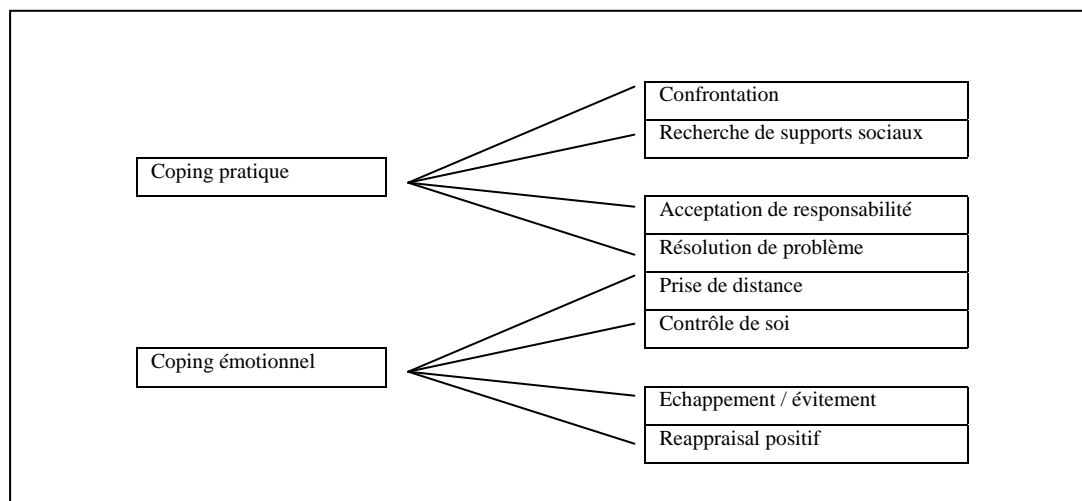 Coping pratique
Confrontation
Recherche de supports sociaux
Acceptation de responsabilité
Résolution de problème
Coping émotionnel
Prise de distance
Contrôle de soi
Echappement / évitement
Reappraisal positif